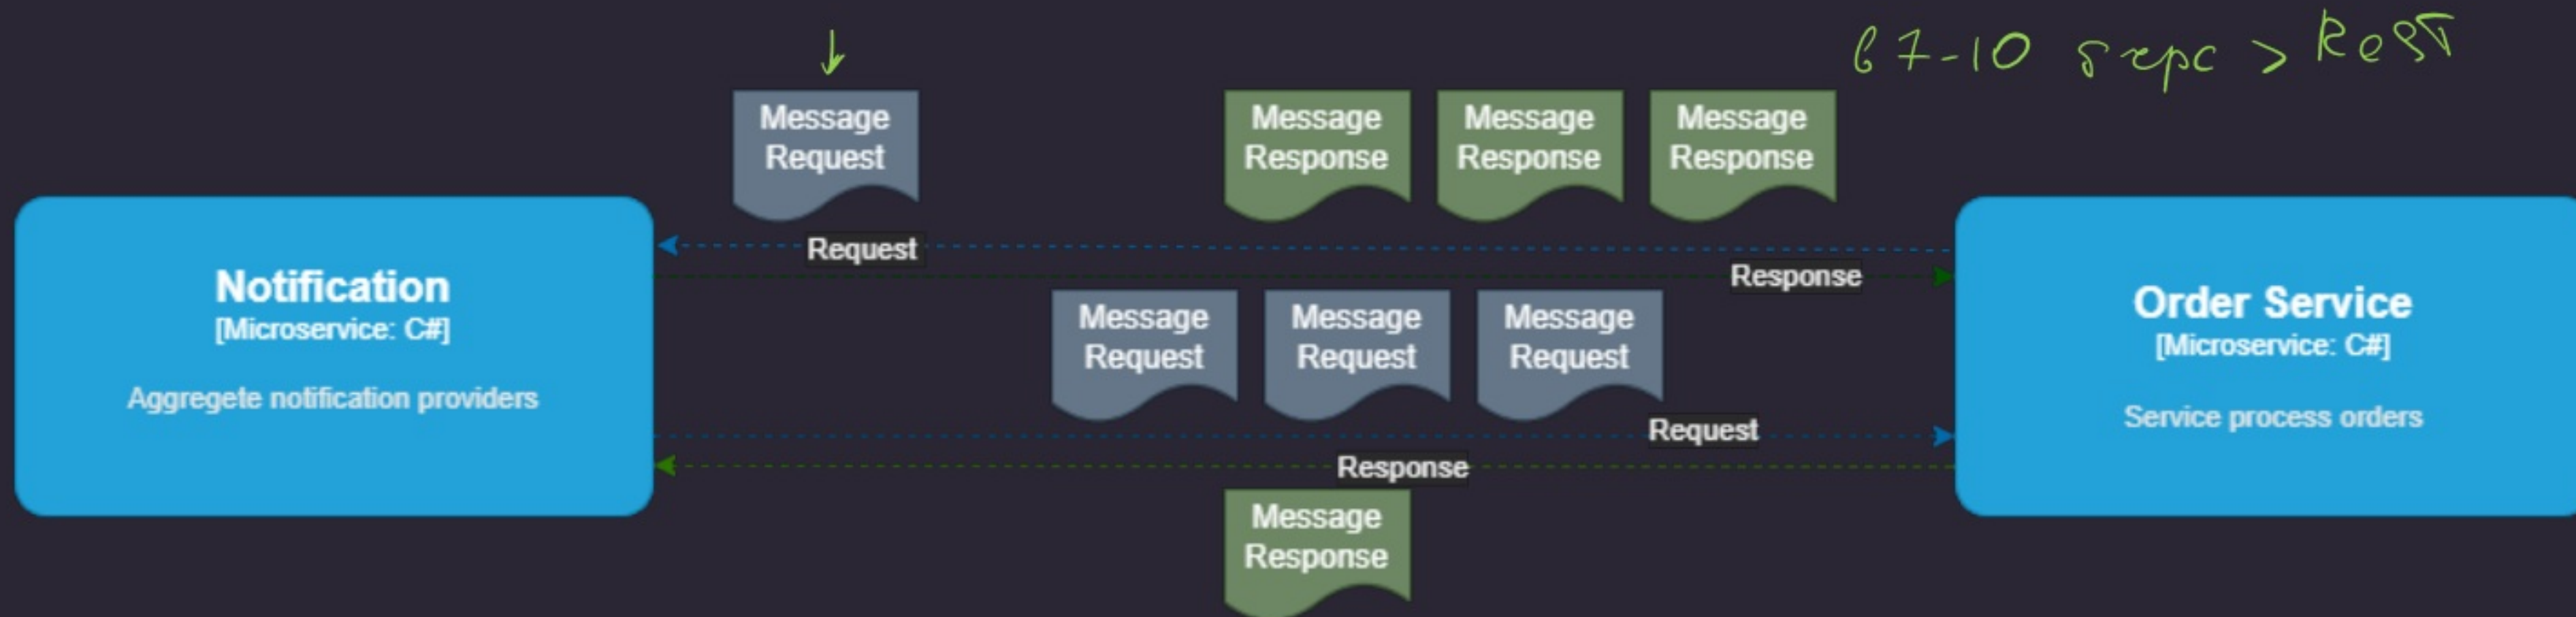 в 7-10 grpc > ReST
Message
Request
Message
Response
Message
Response
Message
Response
Request
Response
Notification
[Microservice: C#]
Aggregete notification providers
Message
Request
Message
Request
Message
Request
Order Service
[Microservice: C#]
Service process orders
Request
Response
Message
Response